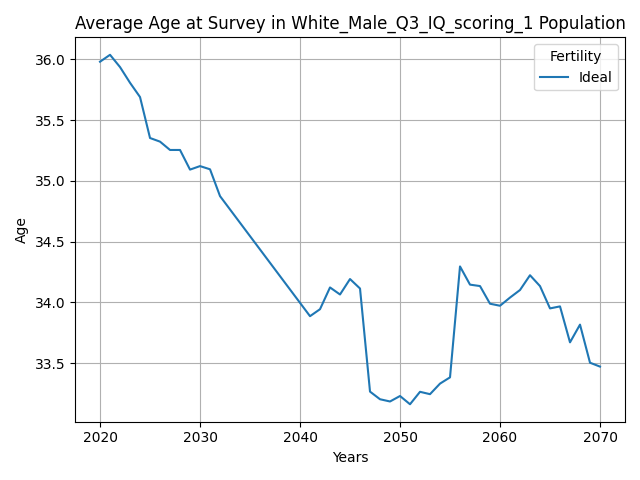 Average Age at Survey in White_Male_Q3_IQ_scoring_1 Population
Fertility
Ideal
36.0
35.5
35.0
34.5
34.0
33.5
Age
2020 2030 2040 2050 2060 2070
Years